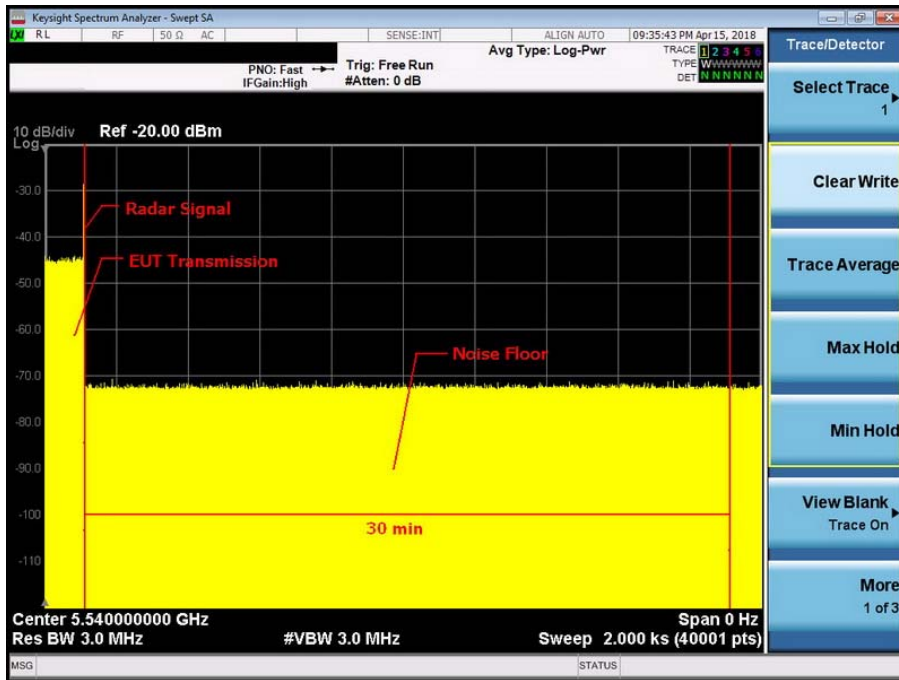 Keysight Spectrum Analyzer - Swept SA
LXI RL RF 50 Ω AC SENSE:INT ALIGN AUTO 09:35:43 PM Apr 15, 2018
PNO: Fast
IFGain:High
Trig: Free Run
#Atten: 0 dB
Avg Type: Log-Pwr
TRACE 1 2 3 4 5 6
TYPE WWWWWW
DET N N N N N N
10 dB/div Ref -20.00 dBm
Log
-30.0
-40.0
-50.0
-60.0
-70.0
-80.0
-90.0
-100
-110
Radar Signal
EUT Transmission
Noise Floor
30 min
Center 5.540000000 GHz Span 0 Hz
Res BW 3.0 MHz #VBW 3.0 MHz Sweep 2.000 ks (40001 pts)
MSG STATUS
Trace/Detector
Select Trace
1
Clear Write
Trace Average
Max Hold
Min Hold
View Blank
Trace On
More
1 of 3